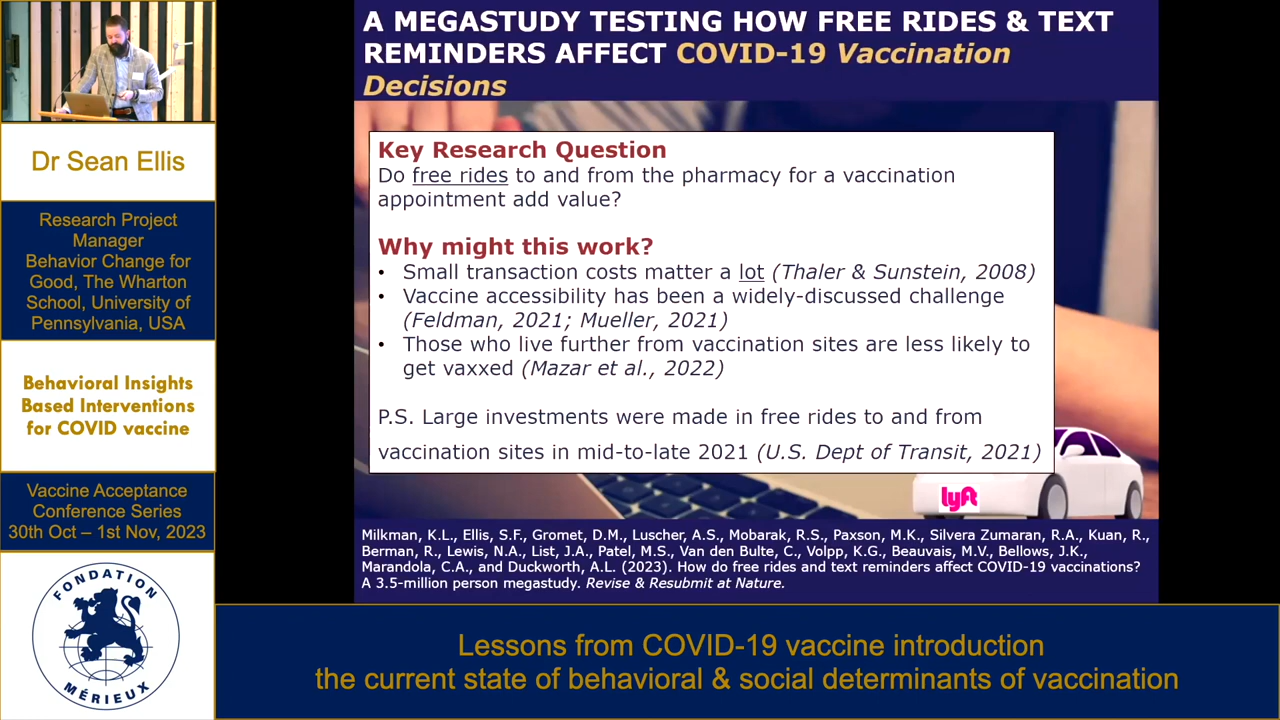 A MEGASTUDY TESTING HOW FREE RIDES & TEXT
REMINDERS AFFECT COVID-19 Vaccination
Decisions
Key Research Question
Do free rides to and from the pharmacy for a vaccination
appointment add value?
Why might this work?
• Small transaction costs matter a lot (Thaler & Sunstein, 2008)
• Vaccine accessibility has been a widely-discussed challenge
(Feldman, 2021; Mueller, 2021)
• Those who live further from vaccination sites are less likely to
get vaxxed (Mazar et al., 2022)
P.S. Large investments were made in free rides to and from
vaccination sites in mid-to-late 2021 (U.S. Dept of Transit, 2021)
lyft
Milkman, K.L., Ellis, S.F., Gromet, D.M., Luscher, A.S., Mobarak, R.S., Paxson, M.K., Silvera Zumaran, R.A., Kuan, R.,
Berman, R., Lewis, N.A., List, J.A., Patel, M.S., Van den Bulte, C., Volpp, K.G., Beauvais, M.V., Bellows, J.K.,
Marandola, C.A., and Duckworth, A.L. (2023). How do free rides and text reminders affect COVID-19 vaccinations?
A 3.5-million person megastudy. Revise & Resubmit at Nature.
Dr Sean Ellis
Research Project
Manager
Behavior Change for
Good, The Wharton
School, University of
Pennsylvania, USA
Behavioral Insights
Based Interventions
for COVID vaccine
Vaccine Acceptance
Conference Series
30th Oct – 1st Nov, 2023
FONDATION
MÉRIEUX
Lessons from COVID-19 vaccine introduction
the current state of behavioral & social determinants of vaccination